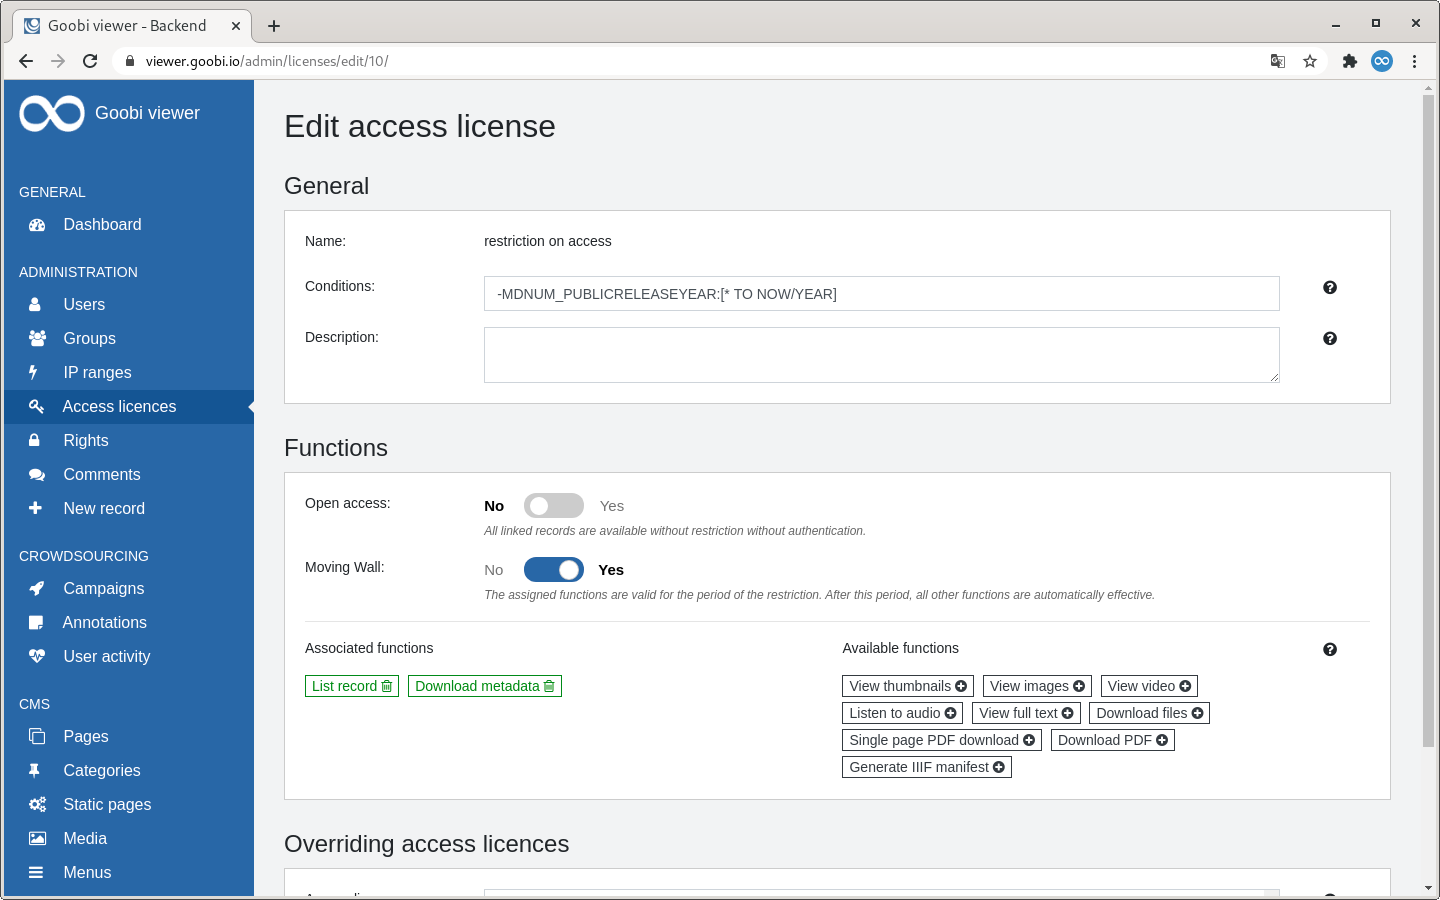 Goobi viewer - Backend
viewer.goobi.io/admin/licenses/edit/10/
Goobi viewer
GENERAL
Dashboard
ADMINISTRATION
Users
Groups
IP ranges
Access licences
Rights
Comments
New record
CROWDSOURCING
Campaigns
Annotations
User activity
CMS
Pages
Categories
Static pages
Media
Menus
Edit access license
General
Name: restriction on access
Conditions: -MDNUM_PUBLICRELEASEYEAR:[* TO NOW/YEAR]
Description:
Functions
Open access: No Yes
All linked records are available without restriction without authentication.
Moving Wall: No Yes
The assigned functions are valid for the period of the restriction. After this period, all other functions are automatically effective.
Associated functions
List record Download metadata
Available functions
View thumbnails View images View video
Listen to audio View full text Download files
Single page PDF download Download PDF
Generate IIIF manifest
Overriding access licences